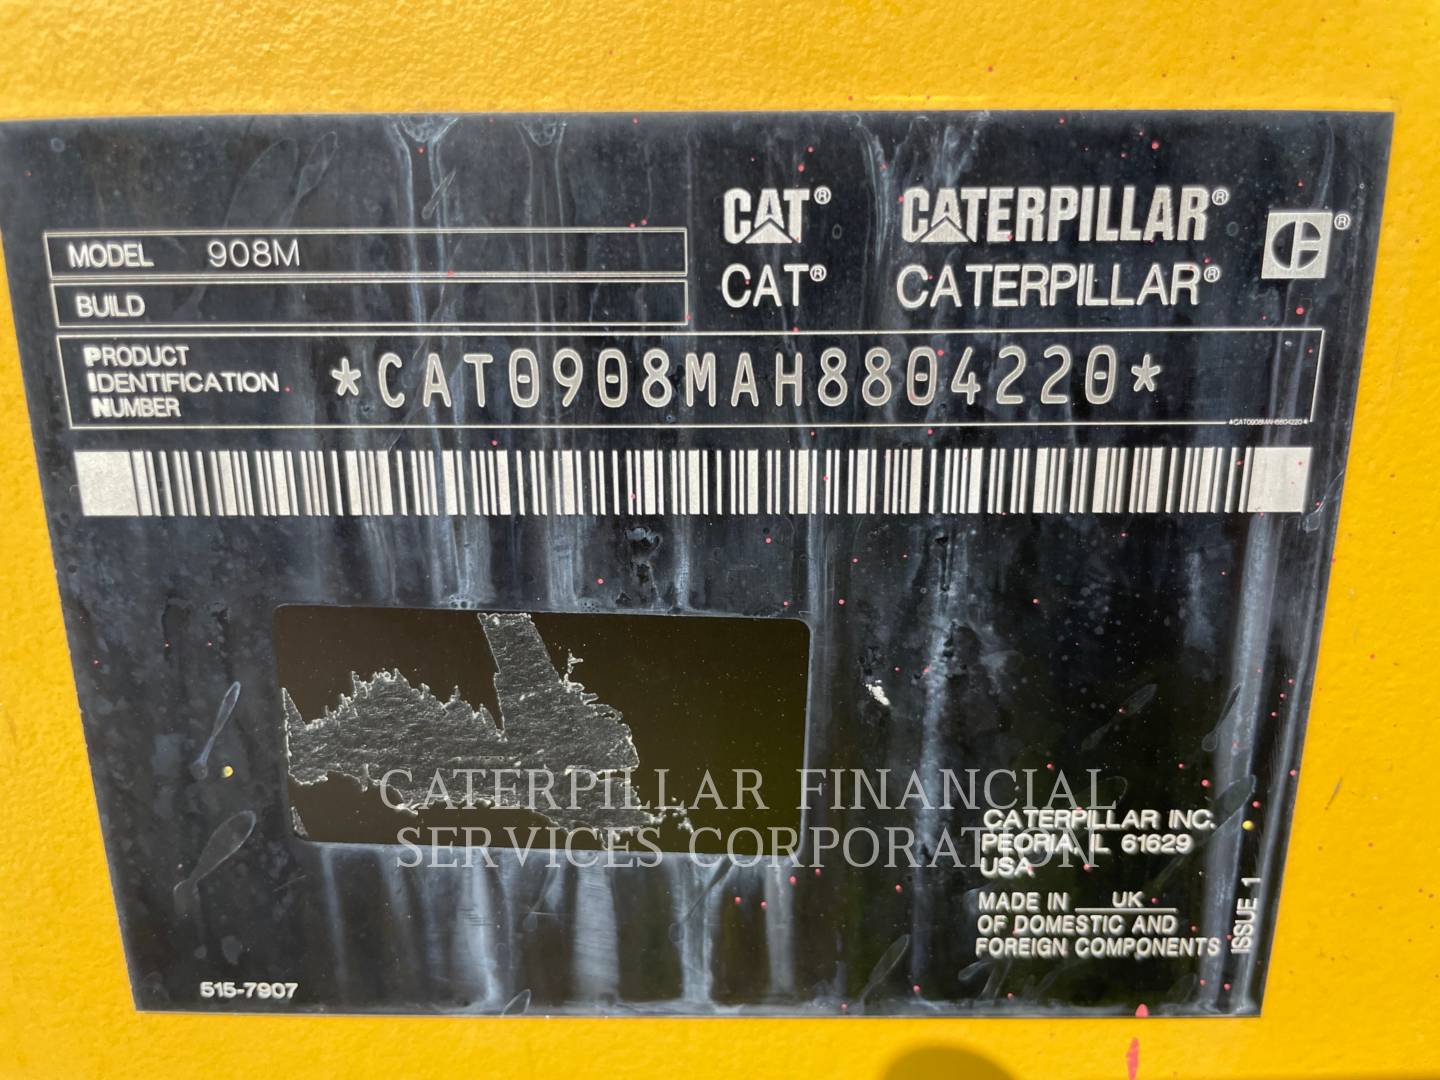 CAT® CATERPILLAR® C®
CAT® CATERPILLAR®
MODEL 908M
BUILD
PRODUCT
IDENTIFICATION
NUMBER
*CAT0908MAH8804220*
CATERPILLAR FINANCIAL
SERVICES CORPORATION
CATERPILLAR INC.
PEORIA, IL 61629
USA
MADE IN UK
OF DOMESTIC AND
FOREIGN COMPONENTS
ISSUE 1
515-7907